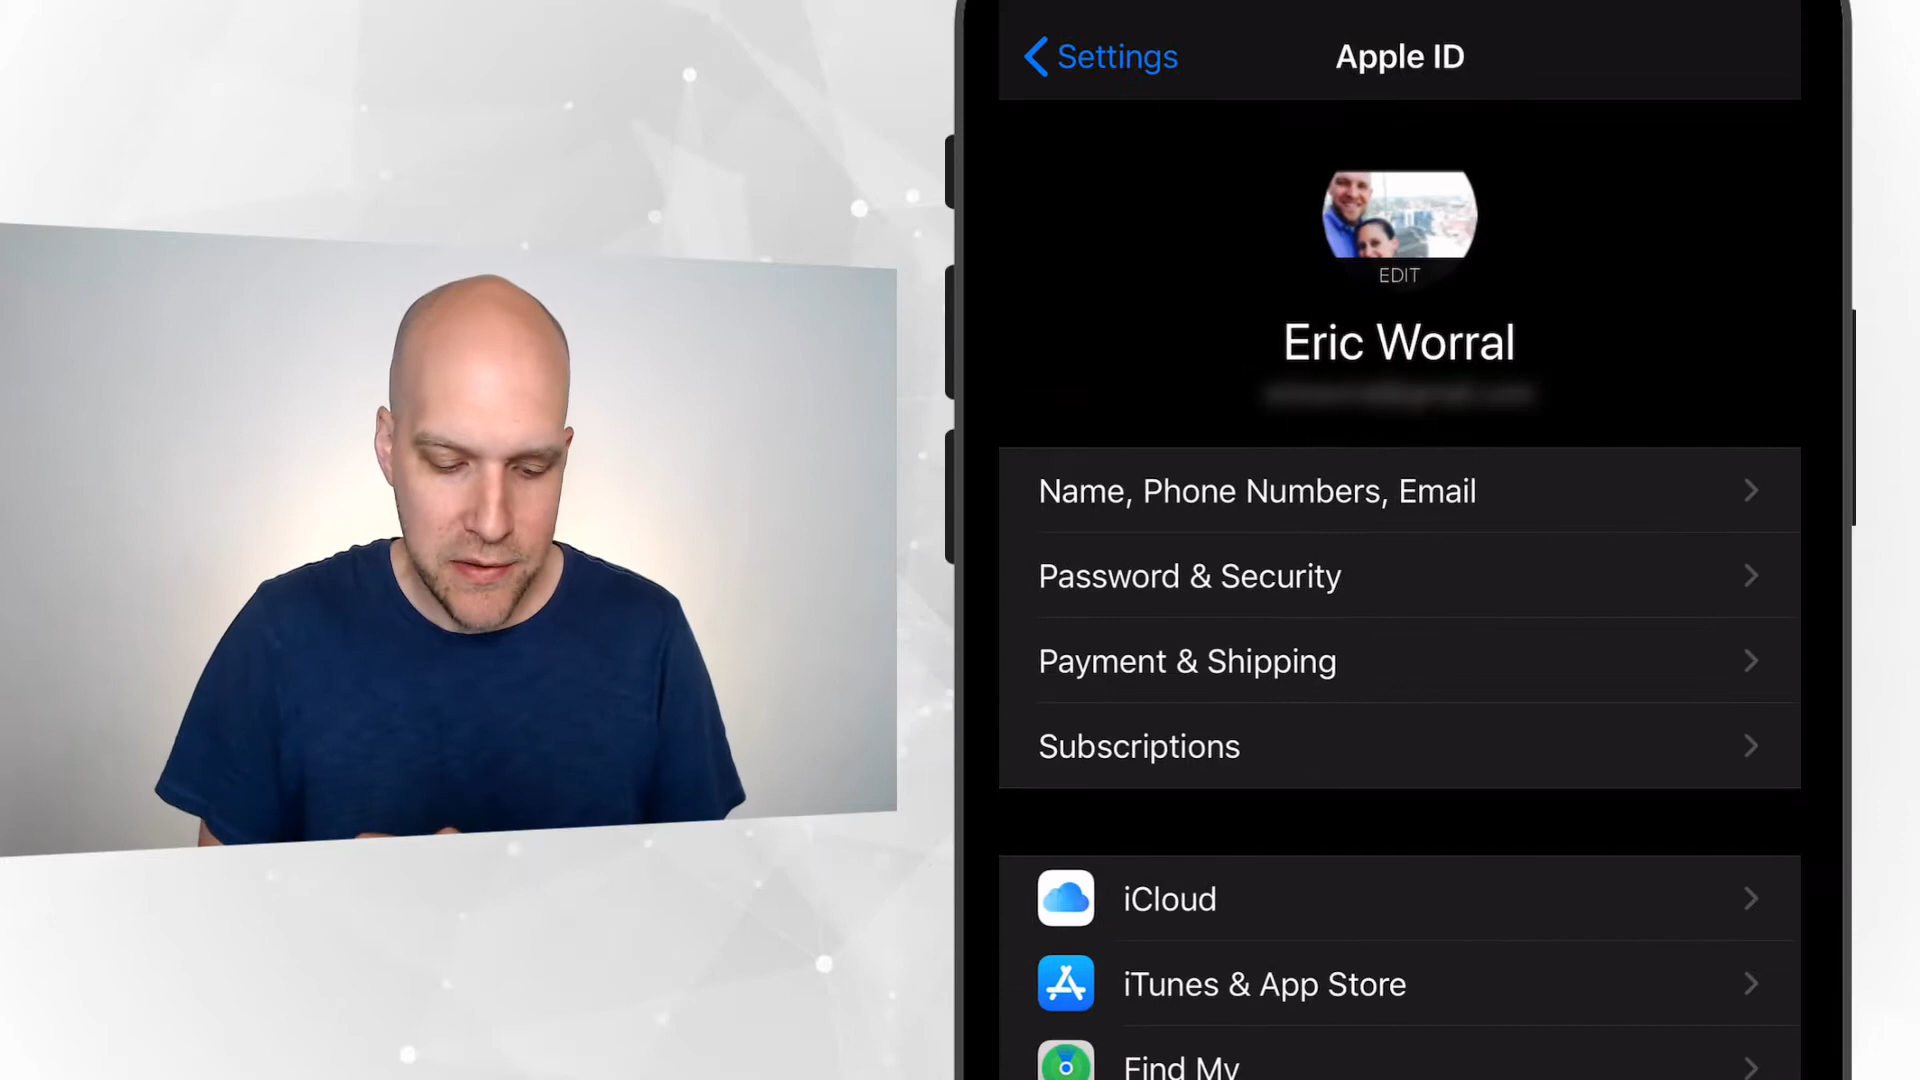 Settings
Apple ID
EDIT
Eric Worral
Name, Phone Numbers, Email
Password & Security
Payment & Shipping
Subscriptions
iCloud
iTunes & App Store
Find My